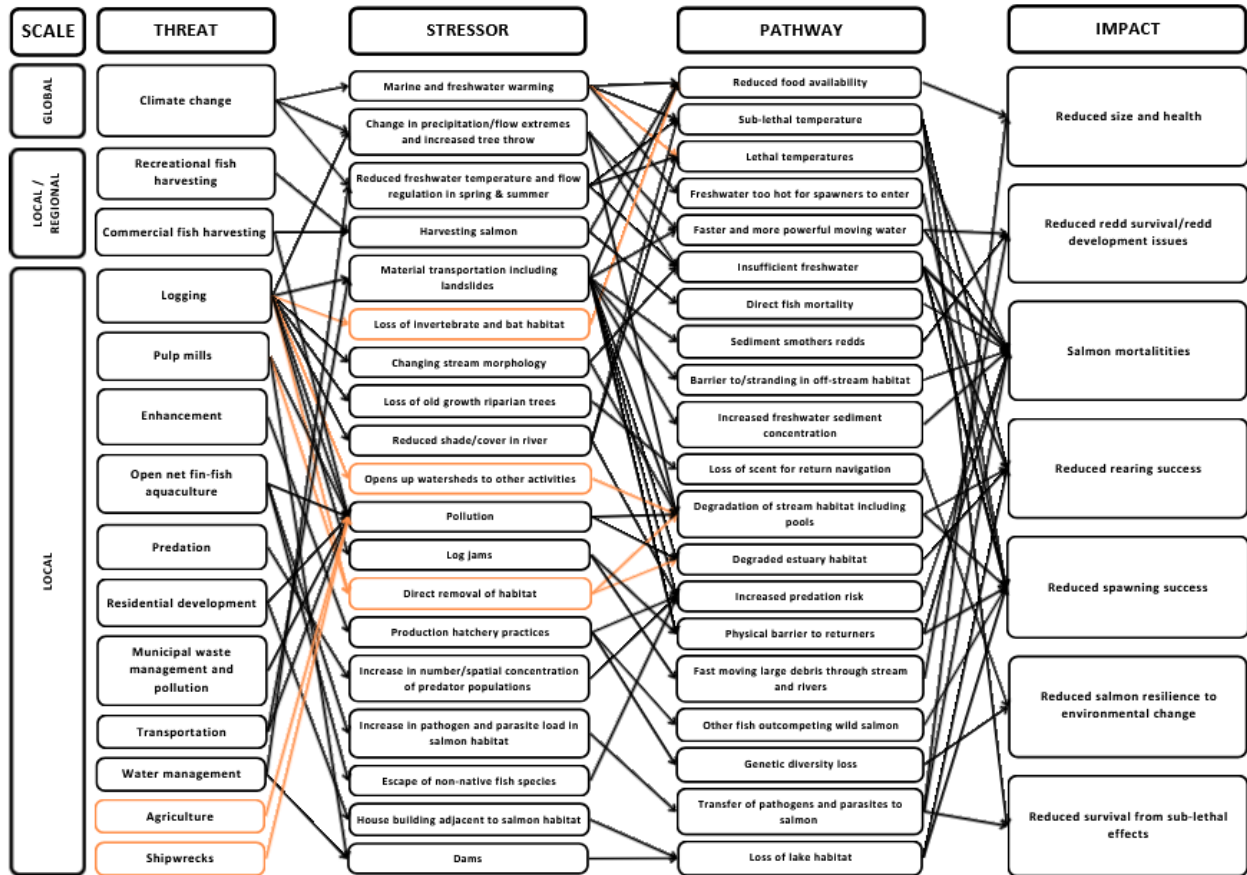 SCALE
THREAT
STRESSOR
PATHWAY
IMPACT
GLOBAL
LOCAL /
REGIONAL
LOCAL
Climate change
Recreational fish
harvesting
Commercial fish harvesting
Logging
Pulp mills
Enhancement
Open net fin-fish
aquaculture
Predation
Residential development
Municipal waste
management and
pollution
Transportation
Water management
Agriculture
Shipwrecks
Marine and freshwater warming
Change in precipitation/flow extremes
and increased tree throw
Reduced freshwater temperature and flow
regulation in spring & summer
Harvesting salmon
Material transportation including
landslides
Loss of invertebrate and bat habitat
Changing stream morphology
Loss of old growth riparian trees
Reduced shade/cover in river
Opens up watersheds to other activities
Pollution
Log jams
Direct removal of habitat
Production hatchery practices
Increase in number/spatial concentration
of predator populations
Increase in pathogen and parasite load in
salmon habitat
Escape of non-native fish species
House building adjacent to salmon habitat
Dams
Reduced food availability
Sub-lethal temperature
Lethal temperatures
Freshwater too hot for spawners to enter
Faster and more powerful moving water
Insufficient freshwater
Direct fish mortality
Sediment smothers redds
Barrier to/stranding in off-stream habitat
Increased freshwater sediment
concentration
Loss of scent for return navigation
Degradation of stream habitat including
pools
Degraded estuary habitat
Increased predation risk
Physical barrier to returners
Fast moving large debris through stream
and rivers
Other fish outcompeting wild salmon
Genetic diversity loss
Transfer of pathogens and parasites to
salmon
Loss of lake habitat
Reduced size and health
Reduced redd survival/redd
development issues
Salmon mortalitities
Reduced rearing success
Reduced spawning success
Reduced salmon resilience to
environmental change
Reduced survival from sub-lethal
effects